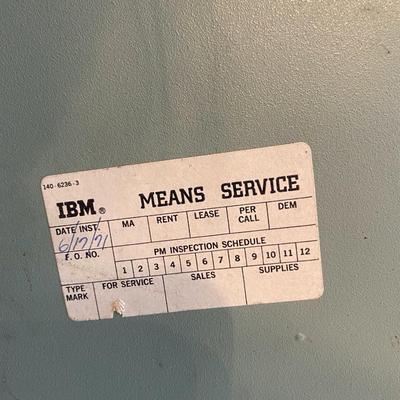 140-6236-3
IBM® MEANS SERVICE
DATE INST. MA RENT LEASE PER CALL DEM
6/17/71
F. O. NO. PM INSPECTION SCHEDULE
1 2 3 4 5 6 7 8 9 10 11 12
TYPE MARK FOR SERVICE SALES SUPPLIES